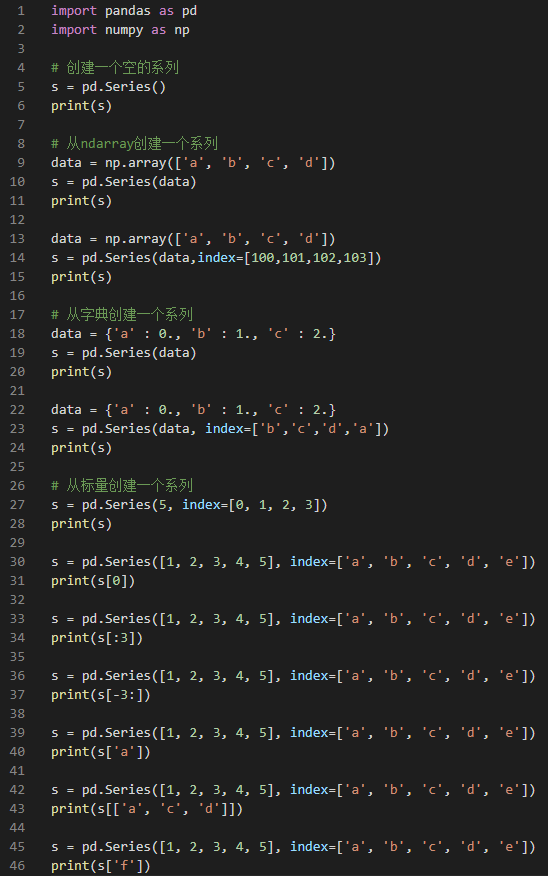 1 import pandas as pd
2 import numpy as np
3
4 # 创建一个空的系列
5 s = pd.Series()
6 print(s)
7
8 # 从ndarray创建一个系列
9 data = np.array(['a', 'b', 'c', 'd'])
10 s = pd.Series(data)
11 print(s)
12
13 data = np.array(['a', 'b', 'c', 'd'])
14 s = pd.Series(data,index=[100,101,102,103])
15 print(s)
16
17 # 从字典创建一个系列
18 data = {'a' : 0., 'b' : 1., 'c' : 2.}
19 s = pd.Series(data)
20 print(s)
21
22 data = {'a' : 0., 'b' : 1., 'c' : 2.}
23 s = pd.Series(data, index=['b','c','d','a'])
24 print(s)
25
26 # 从标量创建一个系列
27 s = pd.Series(5, index=[0, 1, 2, 3])
28 print(s)
29
30 s = pd.Series([1, 2, 3, 4, 5], index=['a', 'b', 'c', 'd', 'e'])
31 print(s[0])
32
33 s = pd.Series([1, 2, 3, 4, 5], index=['a', 'b', 'c', 'd', 'e'])
34 print(s[:3])
35
36 s = pd.Series([1, 2, 3, 4, 5], index=['a', 'b', 'c', 'd', 'e'])
37 print(s[-3:])
38
39 s = pd.Series([1, 2, 3, 4, 5], index=['a', 'b', 'c', 'd', 'e'])
40 print(s['a'])
41
42 s = pd.Series([1, 2, 3, 4, 5], index=['a', 'b', 'c', 'd', 'e'])
43 print(s[['a', 'c', 'd']])
44
45 s = pd.Series([1, 2, 3, 4, 5], index=['a', 'b', 'c', 'd', 'e'])
46 print(s['f'])